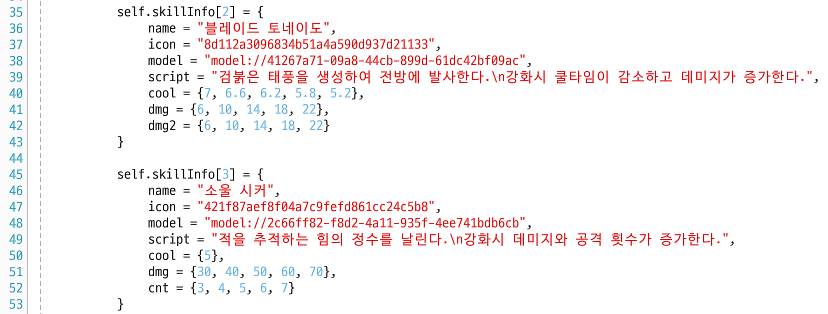 35 self.skillInfo[2] = {
36 name = "블레이드 토네이도",
37 icon = "8d112a3096834b51a4a590d937d21133",
38 model = "model://41267a71-09a8-44cb-899d-61dc42bf09ac",
39 script = "검붉은 태풍을 생성하여 전방에 발사한다.\n강화시 쿨타임이 감소하고 데미지가 증가한다.",
40 cool = {7, 6.6, 6.2, 5.8, 5.2},
41 dmg = {6, 10, 14, 18, 22},
42 dmg2 = {6, 10, 14, 18, 22}
43 }
44
45 self.skillInfo[3] = {
46 name = "소울 시커",
47 icon = "421f87aef8f04a7c9fefd861cc24c5b8",
48 model = "model://2c66ff82-f8d2-4a11-935f-4ee741bdb6cb",
49 script = "적을 추적하는 힘의 정수를 날린다.\n강화시 데미지와 공격 횟수가 증가한다.",
50 cool = {5},
51 dmg = {30, 40, 50, 60, 70},
52 cnt = {3, 4, 5, 6, 7}
53 }